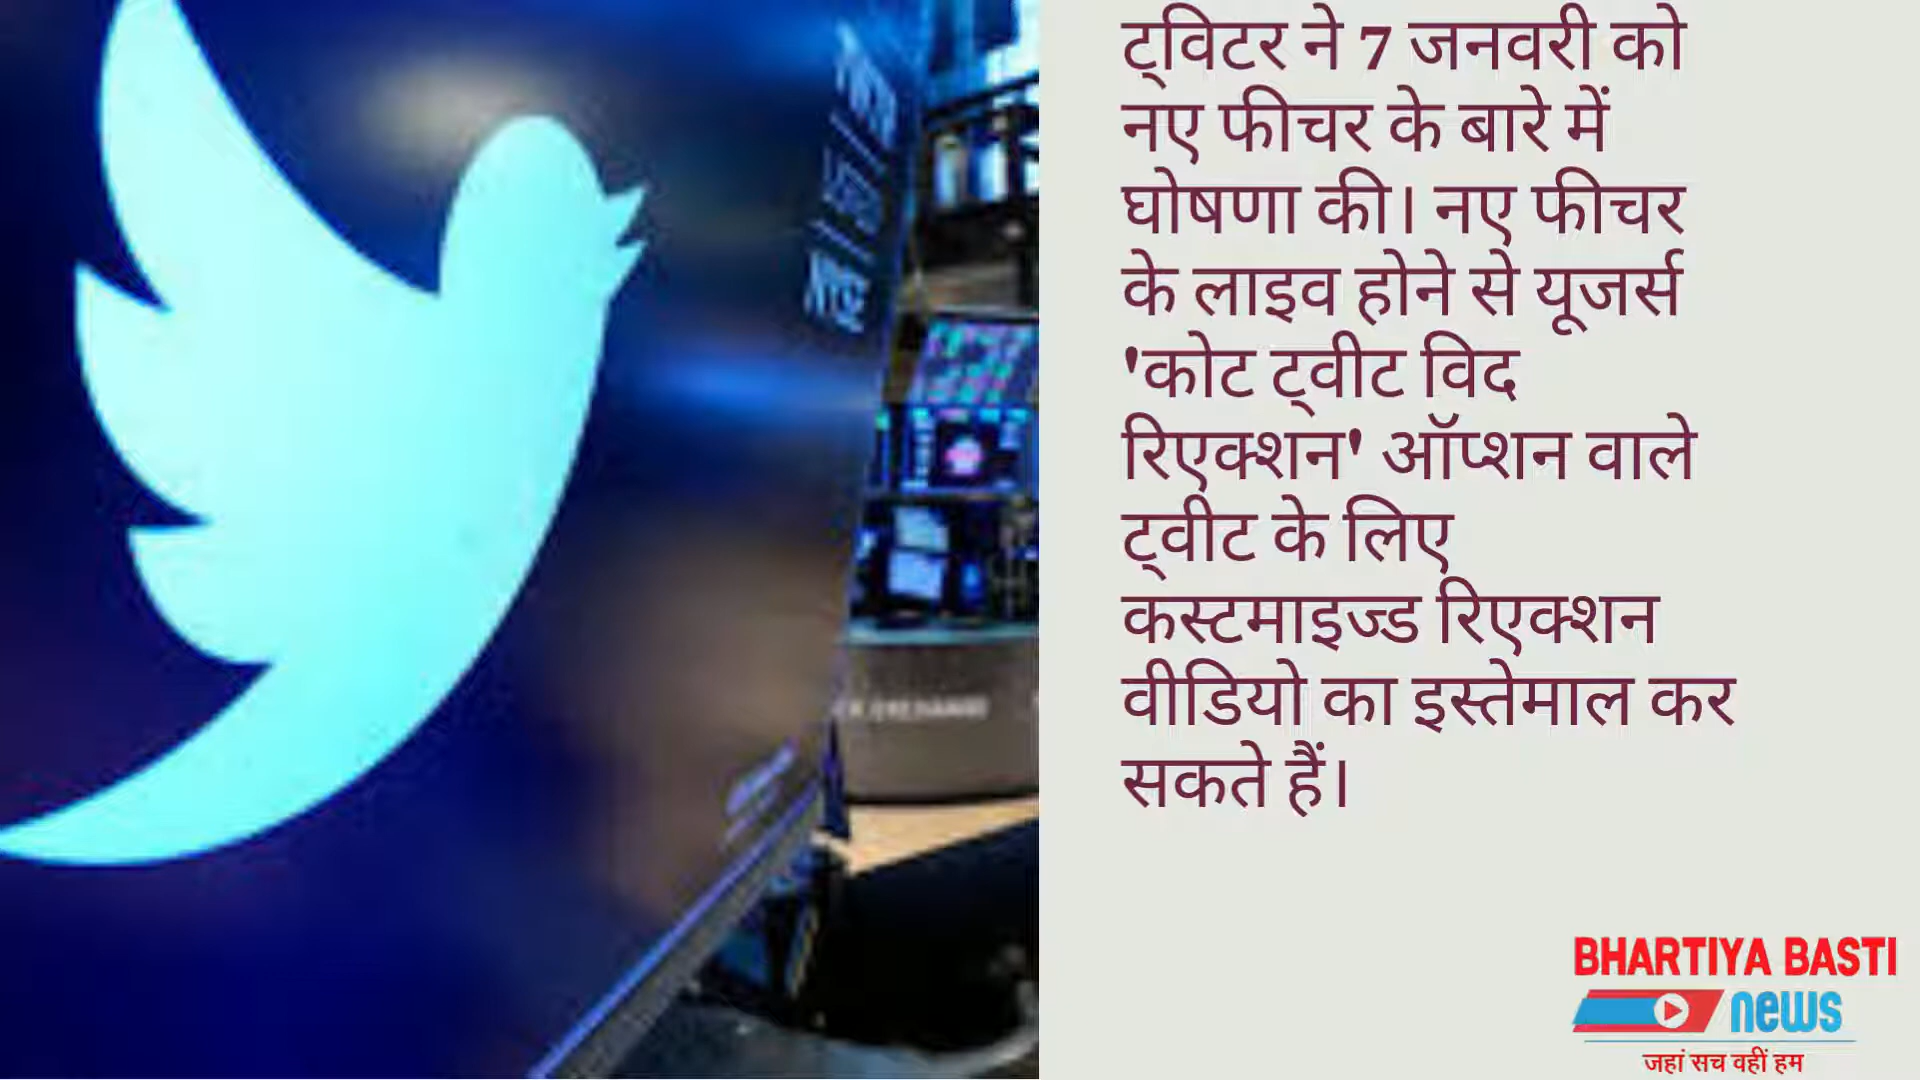 ट्विटर ने 7 जनवरी को
नए फीचर के बारे में
घोषणा की। नए फीचर
के लाइव होने से यूजर्स
'कोट ट्वीट विद
रिएक्शन' ऑप्शन वाले
ट्वीट के लिए
कस्टमाइज्ड रिएक्शन
वीडियो का इस्तेमाल कर
सकते हैं।
BHARTIYA BASTI
news
जहां सच वहीं हम